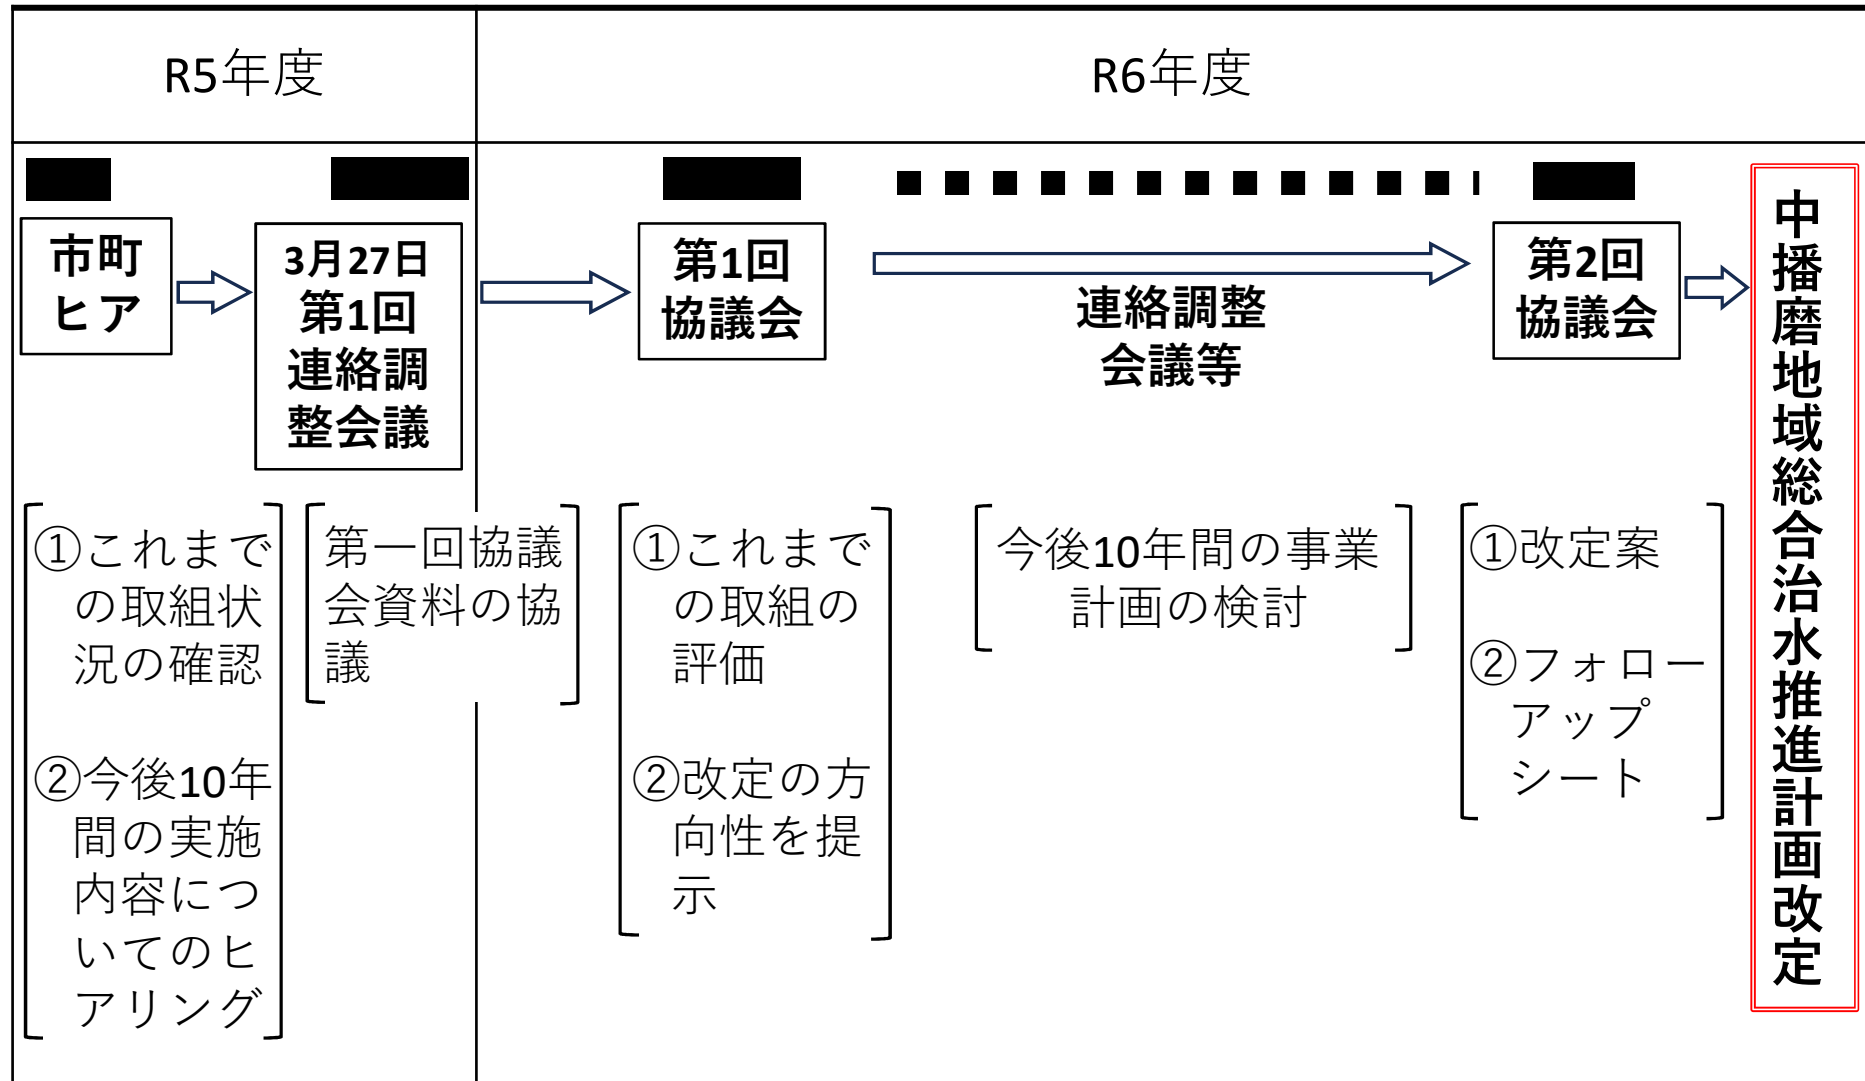 R5年度
R6年度
市町
ヒア
3月27日
第1回
連絡調
整会議
第1回
協議会
連絡調整
会議等
第2回
協議会
中播磨地域総合治水推進計画改定
①これまで
の取組状
況の確認
②今後10年
間の実施
内容につ
いてのヒ
アリング
第一回協議
会資料の協
議
①これまで
の取組の
評価
②改定の方
向性を提
示
今後10年間の事業
計画の検討
①改定案
②フォロー
アップ
シート